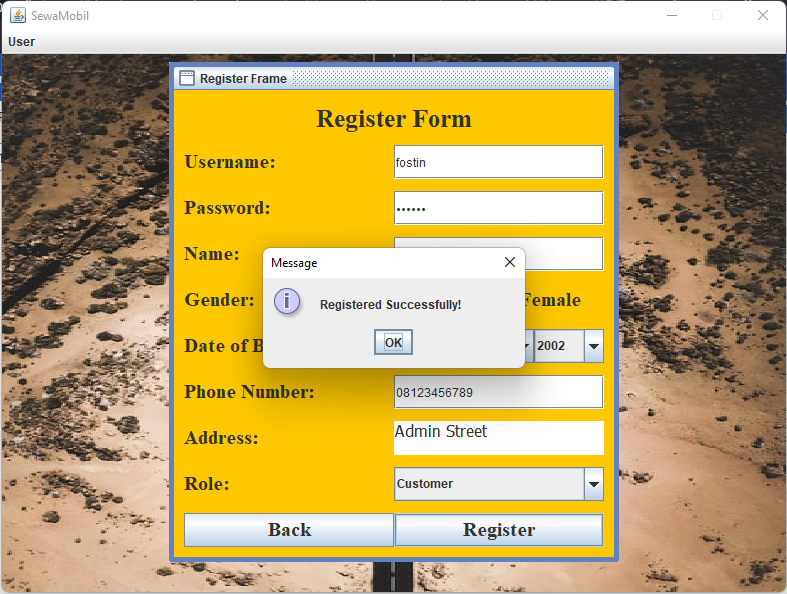 SewaMobil
User
Register Frame
Register Form
Username:
fostin
Password:
••••••
Name:
Message
Registered Successfully!
OK
Gender:
Female
Date of B
2002
Phone Number:
08123456789
Address:
Admin Street
Role:
Customer
Back
Register